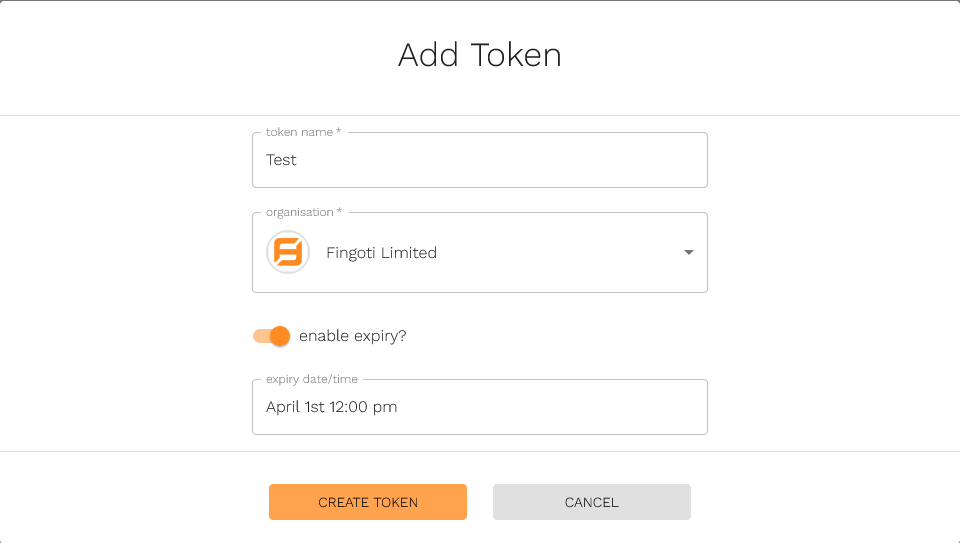 Add Token
token name *
Test
organisation *
Fingoti Limited
enable expiry?
expiry date/time
April 1st 12:00 pm
CREATE TOKEN
CANCEL